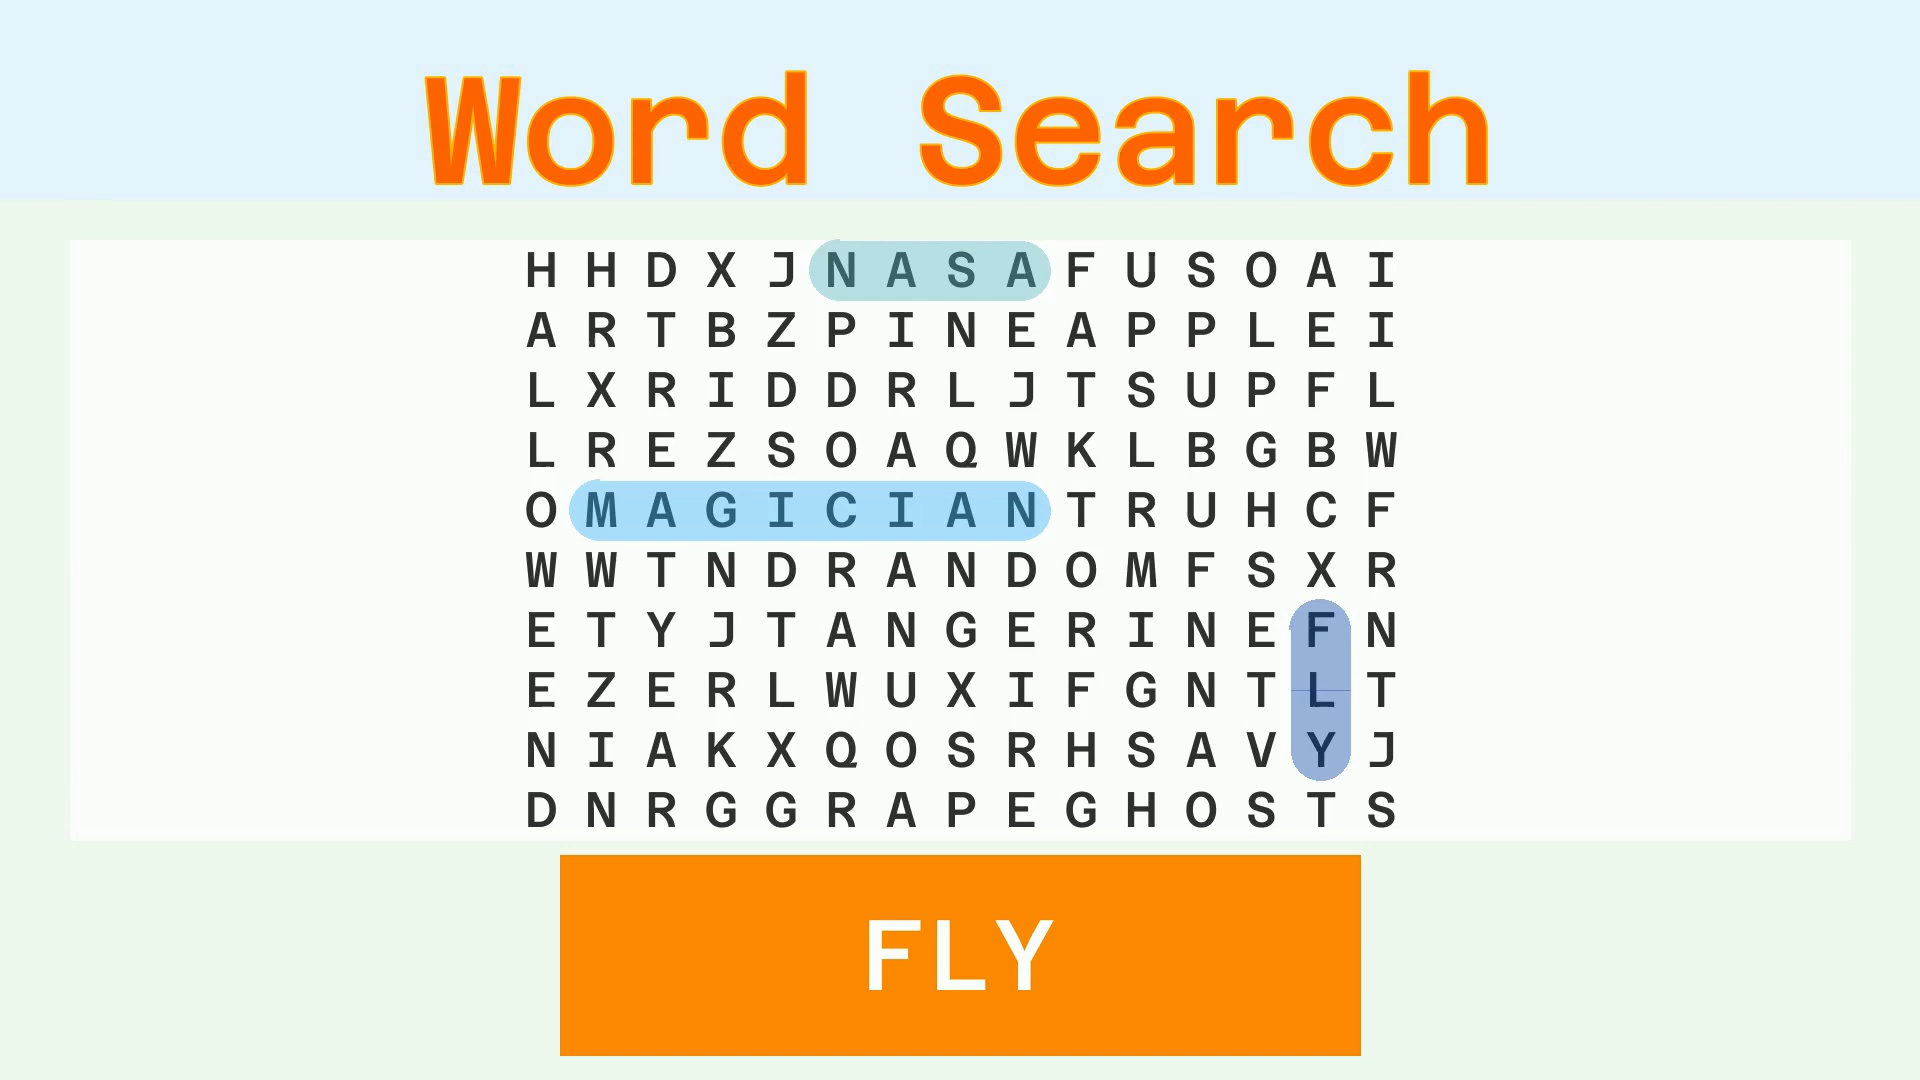 Word Search
H H D X J N A S A F U S O A I
A R T B Z P I N E A P P L E I
L X R I D D R L J T S U P F L
L R E Z S O A Q W K L B G B W
O M A G I C I A N T R U H C F
W W T N D R A N D O M F S X R
E T Y J T A N G E R I N E F N
E Z E R L W U X I F G N T L T
N I A K X Q O S R H S A V Y J
D N R G G R A P E G H O S T S
FLY